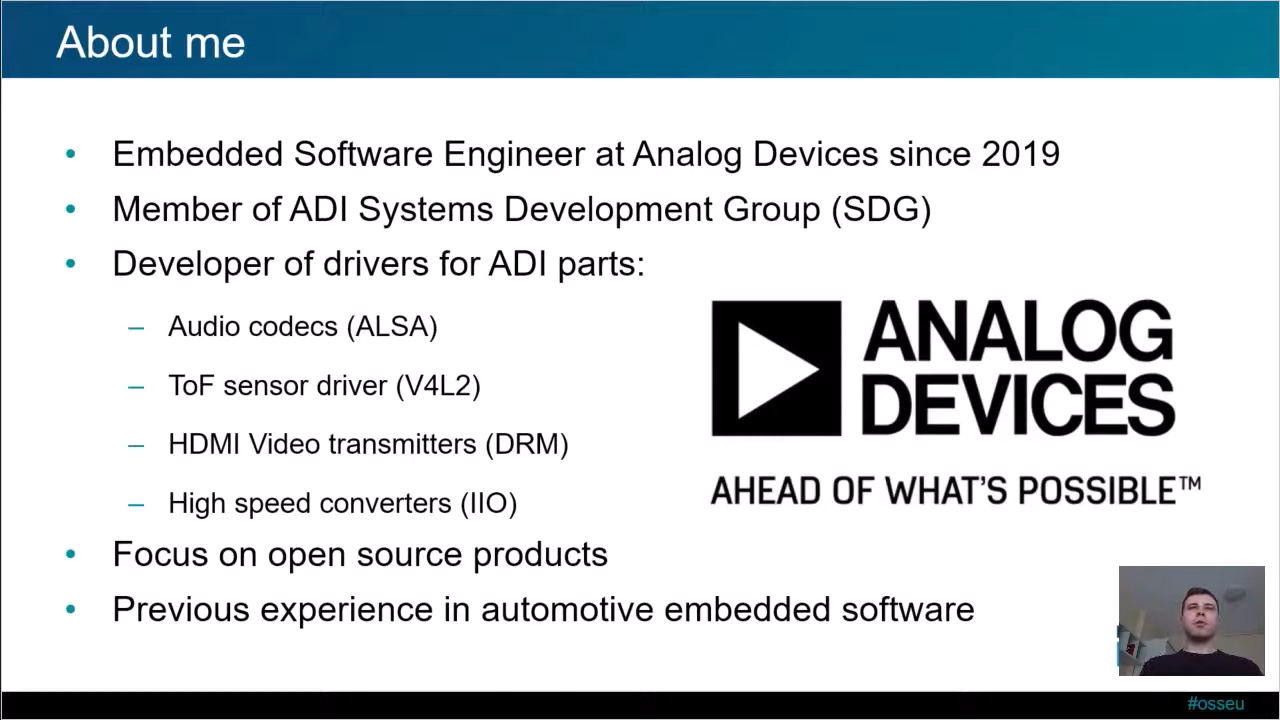 About me
• Embedded Software Engineer at Analog Devices since 2019
• Member of ADI Systems Development Group (SDG)
• Developer of drivers for ADI parts:
– Audio codecs (ALSA)
– ToF sensor driver (V4L2)
– HDMI Video transmitters (DRM)
– High speed converters (IIO)
ANALOG
DEVICES
AHEAD OF WHAT'S POSSIBLE™
• Focus on open source products
• Previous experience in automotive embedded software
#osseu